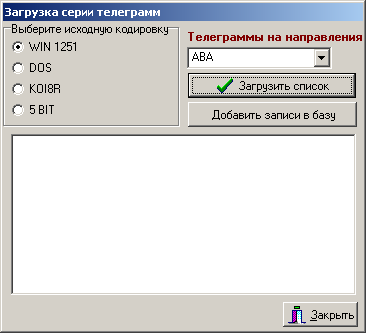 Загрузка серии телеграмм
Выберите исходную кодировку
WIN 1251
DOS
KOI8R
5 BIT
Телеграммы на направления
АВА
Загрузить список
Добавить записи в базу
Закрыть